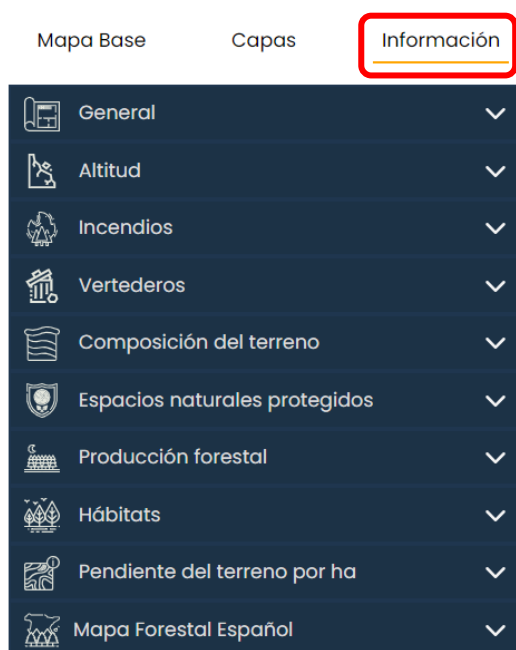 Mapa Base Capas Información
General
Altitud
Incendios
Vertederos
Composición del terreno
Espacios naturales protegidos
Producción forestal
Hábitats
Pendiente del terreno por ha
Mapa Forestal Español